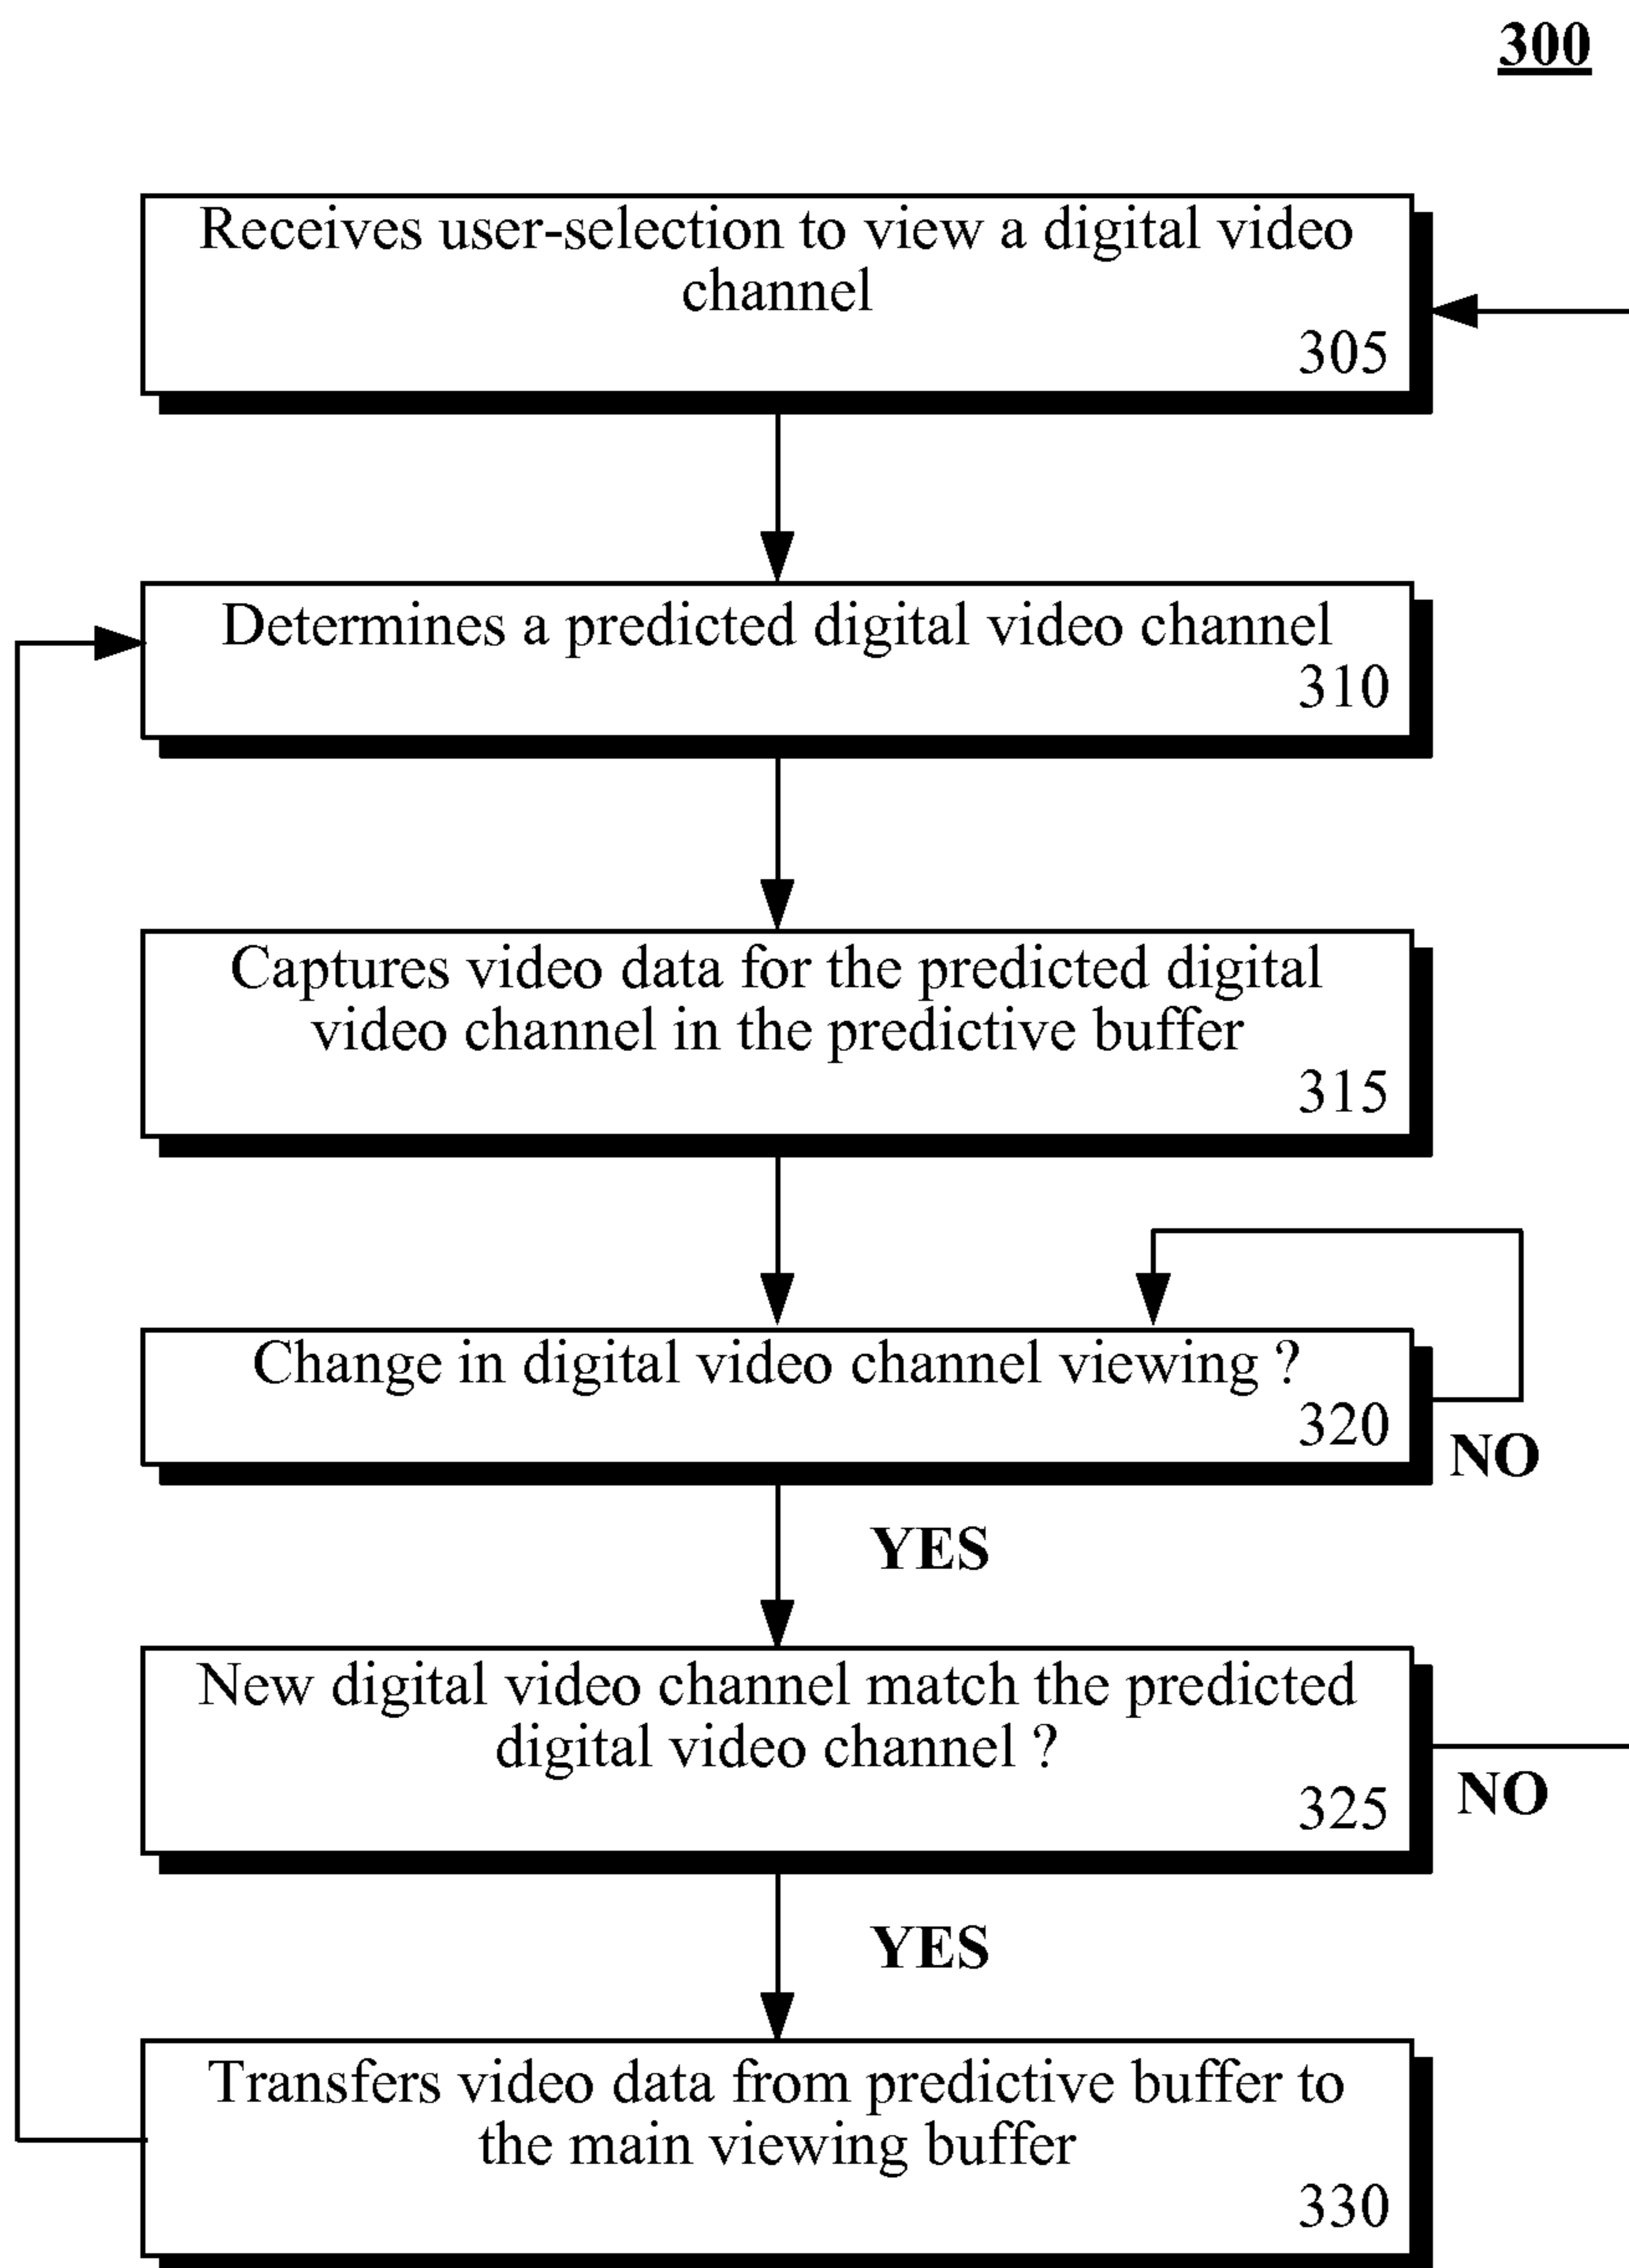 300
Receives user-selection to view a digital video
channel
305
Determines a predicted digital video channel
310
Captures video data for the predicted digital
video channel in the predictive buffer
315
Change in digital video channel viewing ?
320
NO
YES
New digital video channel match the predicted
digital video channel ?
325
NO
YES
Transfers video data from predictive buffer to
the main viewing buffer
330